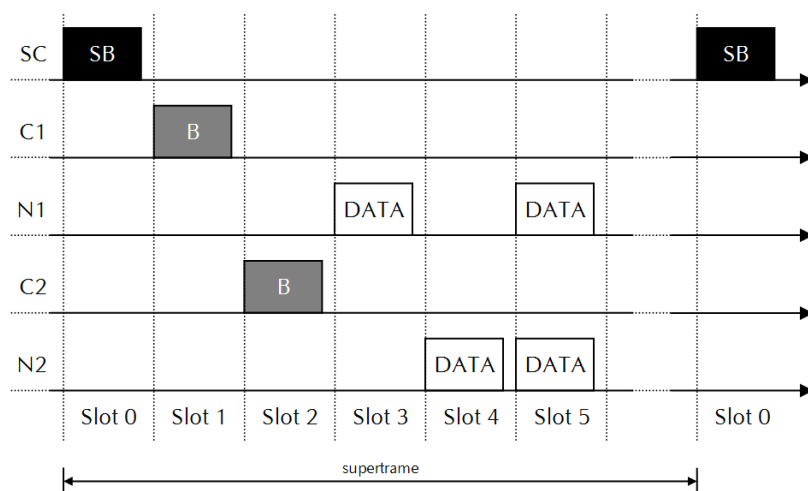 SC SB SB
C1 B
N1 DATA DATA
C2 B
N2 DATA DATA
Slot 0 Slot 1 Slot 2 Slot 3 Slot 4 Slot 5 Slot 0
supertrame